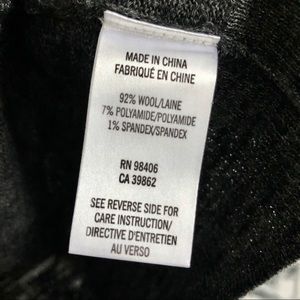 MADE IN CHINA
FABRIQUÉ EN CHINE
92% WOOL/LAINE
7% POLYAMIDE/POLYAMIDE
1% SPANDEX/SPANDEX
RN 98406
CA 39862
SEE REVERSE SIDE FOR
CARE INSTRUCTION/
DIRECTIVE D'ENTRETIEN
AU VERSO